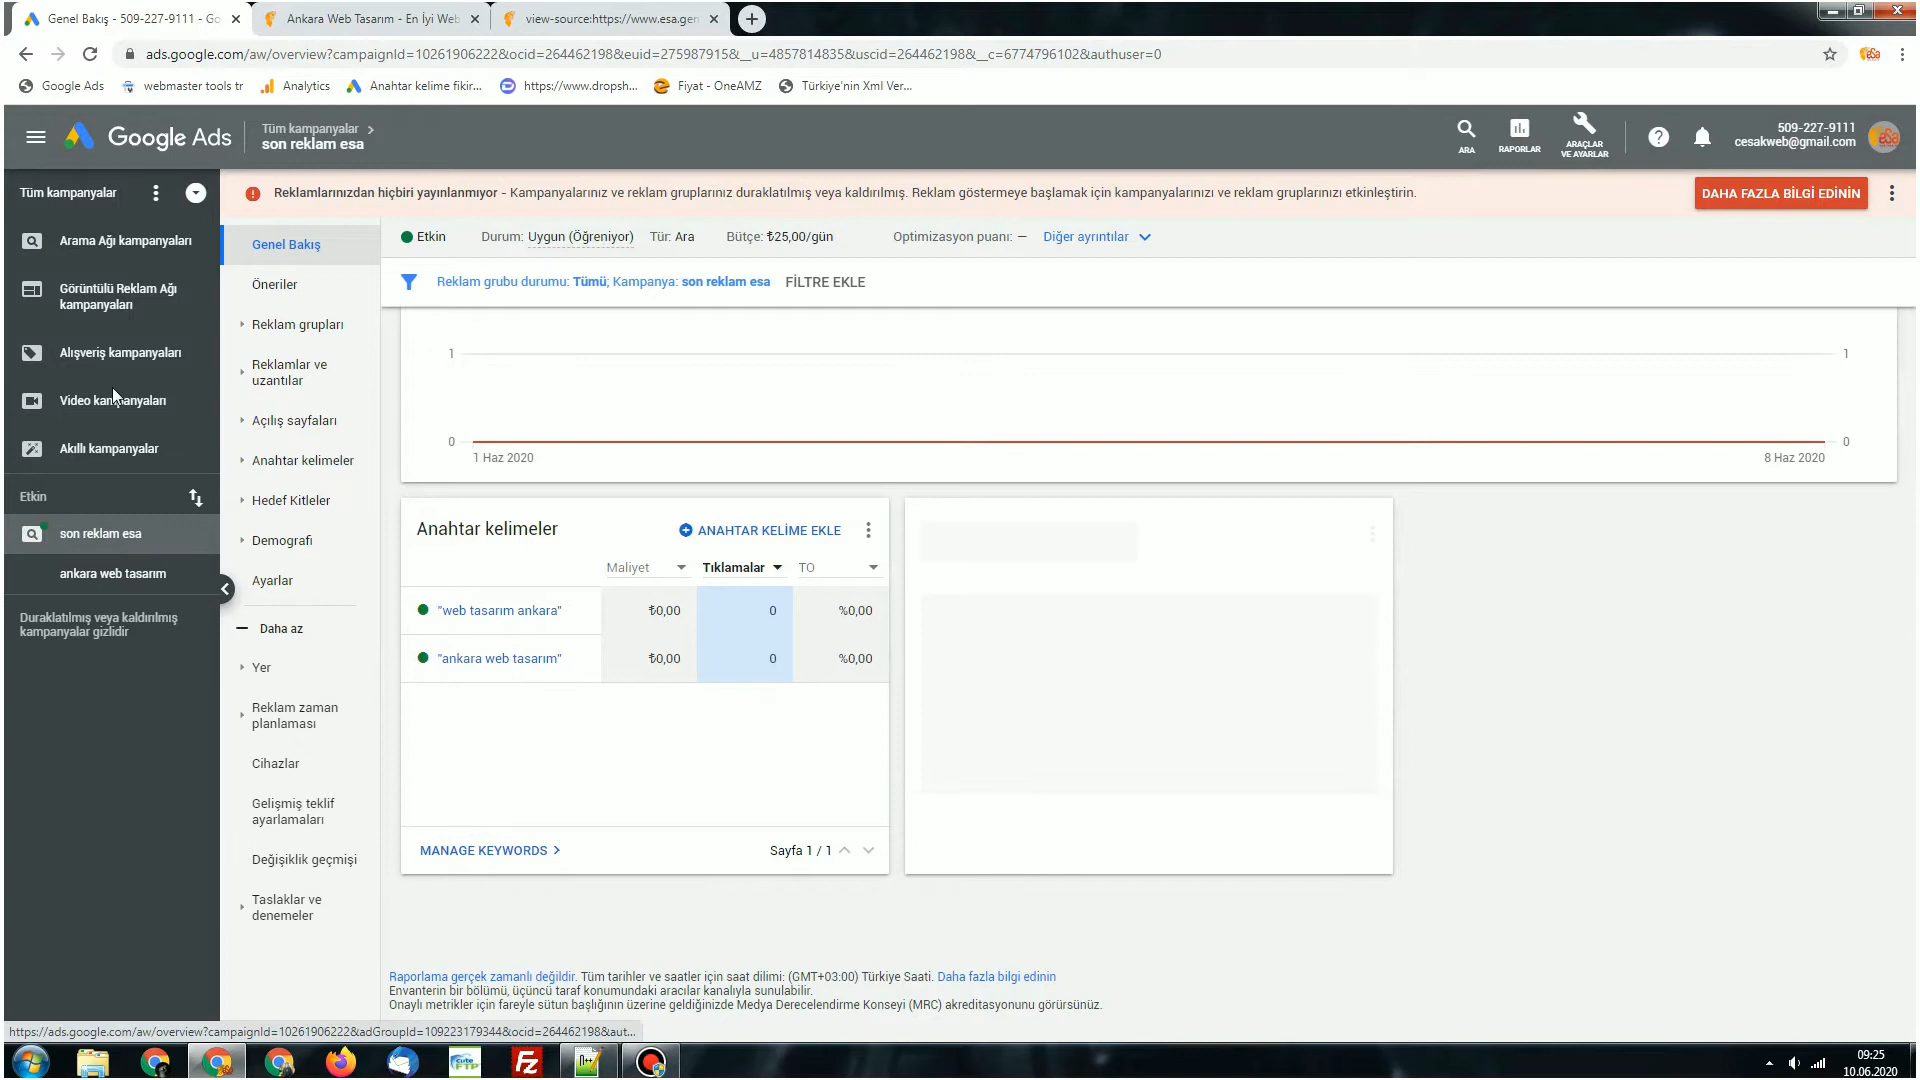 Genel Bakış - 509-227-9111 - Go
Ankara Web Tasarım - En İyi Web
view-source:https://www.esa.gen
ads.google.com/aw/overview?campaignId=10261906222&ocid=264462198&euid=275987915&__u=4857814835&uscid=264462198&__c=6774796102&authuser=0
Google Ads
webmaster tools tr
Analytics
Anahtar kelime fikir...
https://www.dropsh...
Fiyat - OneAMZ
Türkiye'nin Xml Ver...
Google Ads
Tüm kampanyalar
son reklam esa
ARA
RAPORLAR
ARAÇLAR
VE AYARLAR
509-227-9111
cesakweb@gmail.com
Tüm kampanyalar
Reklamlarınızdan hiçbiri yayınlanmıyor - Kampanyalarınız ve reklam gruplarınız duraklatılmış veya kaldırılmış. Reklam göstermeye başlamak için kampanyalarınızı ve reklam gruplarınızı etkinleştirin.
DAHA FAZLA BİLGİ EDİNİN
Arama Ağı kampanyaları
Görüntülü Reklam Ağı
kampanyaları
Alışveriş kampanyaları
Video kampanyaları
Akıllı kampanyalar
Etkin
son reklam esa
ankara web tasarım
Duraklatılmış veya kaldırılmış
kampanyalar gizlidir
Genel Bakış
Öneriler
Reklam grupları
Reklamlar ve
uzantılar
Açılış sayfaları
Anahtar kelimeler
Hedef Kitleler
Demografi
Ayarlar
Daha az
Yer
Reklam zaman
planlaması
Cihazlar
Gelişmiş teklif
ayarlamaları
Değişiklik geçmişi
Taslaklar ve
denemeler
Etkin Durum: Uygun (Öğreniyor) Tür: Ara Bütçe: ₺25,00/gün Optimizasyon puanı: — Diğer ayrıntılar
Reklam grubu durumu: Tümü; Kampanya: son reklam esa FİLTRE EKLE
1 1
0 0
1 Haz 2020 8 Haz 2020
Anahtar kelimeler ANAHTAR KELİME EKLE
Maliyet Tıklamalar TO
"web tasarım ankara" ₺0,00 0 %0,00
"ankara web tasarım" ₺0,00 0 %0,00
MANAGE KEYWORDS Sayfa 1 / 1
Raporlama gerçek zamanlı değildir. Tüm tarihler ve saatler için saat dilimi: (GMT+03:00) Türkiye Saati. Daha fazla bilgi edinin
Envanterin bir bölümü, üçüncü taraf konumundaki aracılar kanalıyla sunulabilir.
Onaylı metrikler için fareyle sütun başlığının üzerine geldiğinizde Medya Derecelendirme Konseyi (MRC) akreditasyonunu görürsünüz.
https://ads.google.com/aw/overview?campaignId=10261906222&adGroupId=109223179344&ocid=264462198&aut...
cute
FTP
09:25
10.06.2020